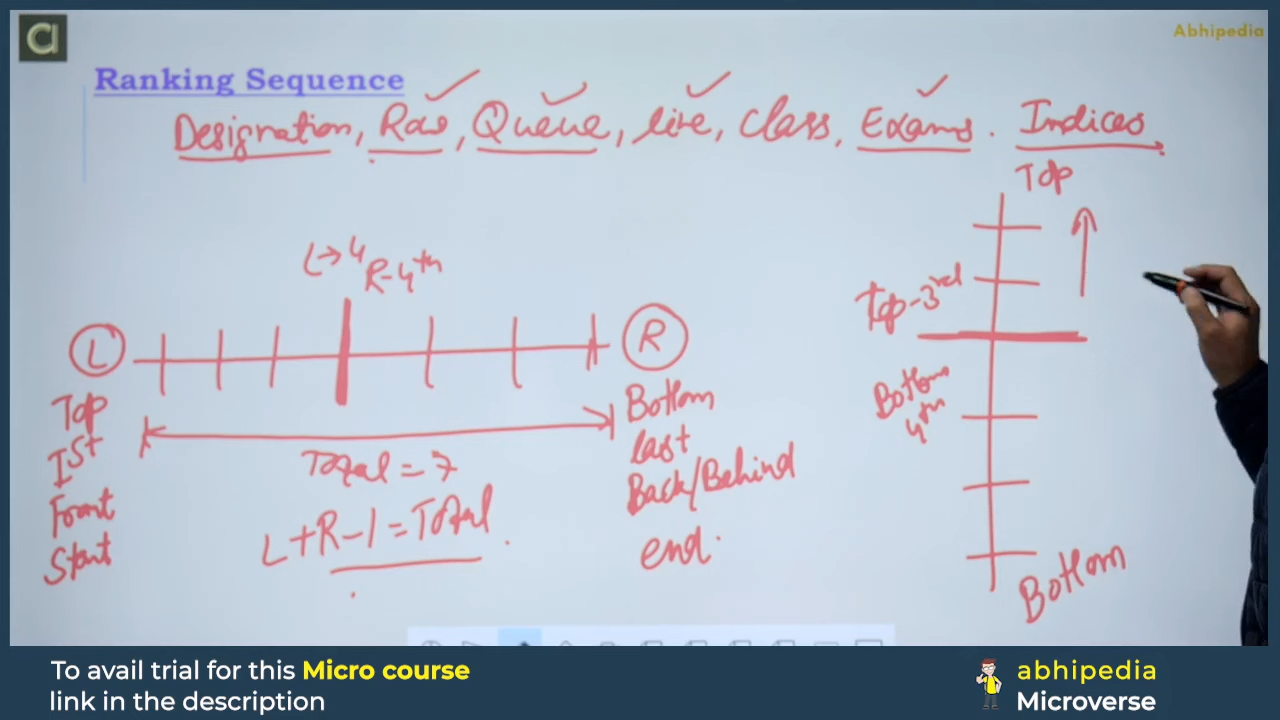 Abhipedia
Ranking Sequence
Designation, Row, Queue, line, Class, Exams. Indices
Top
L→4
R-4th
Top-3rd
L
R
Bottom
4th
Top
Ist
Front
Start
Bottom
last
Back/Behind
end.
Total = 7
L+R-1=Total
Bottom
To avail trial for this Micro course
link in the description
abhipedia
Microverse